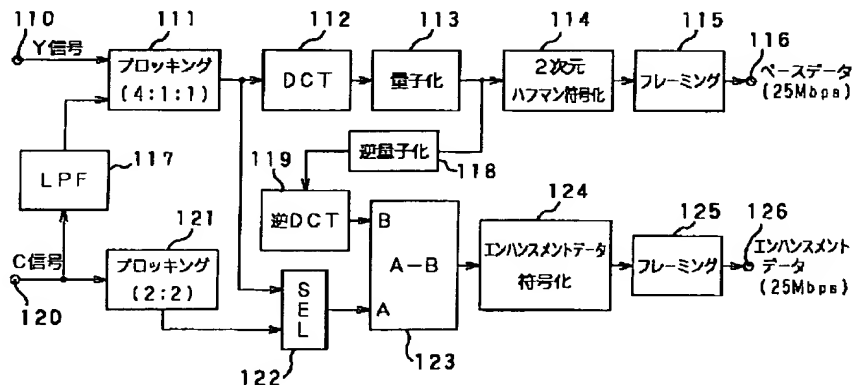 110
Y信号
111
ブロッキング
(4:1:1)
112
DCT
113
量子化
114
2次元
ハフマン符号化
115
フレーミング
116
ベースデータ
(25Mbps)
117
LPF
119
逆DCT
逆量子化
118
C信号
120
121
ブロッキング
(2:2)
SEL
122
B
A-B
A
123
124
エンハンスメントデータ
符号化
125
フレーミング
126
エンハンスメント
データ
(25Mbps)